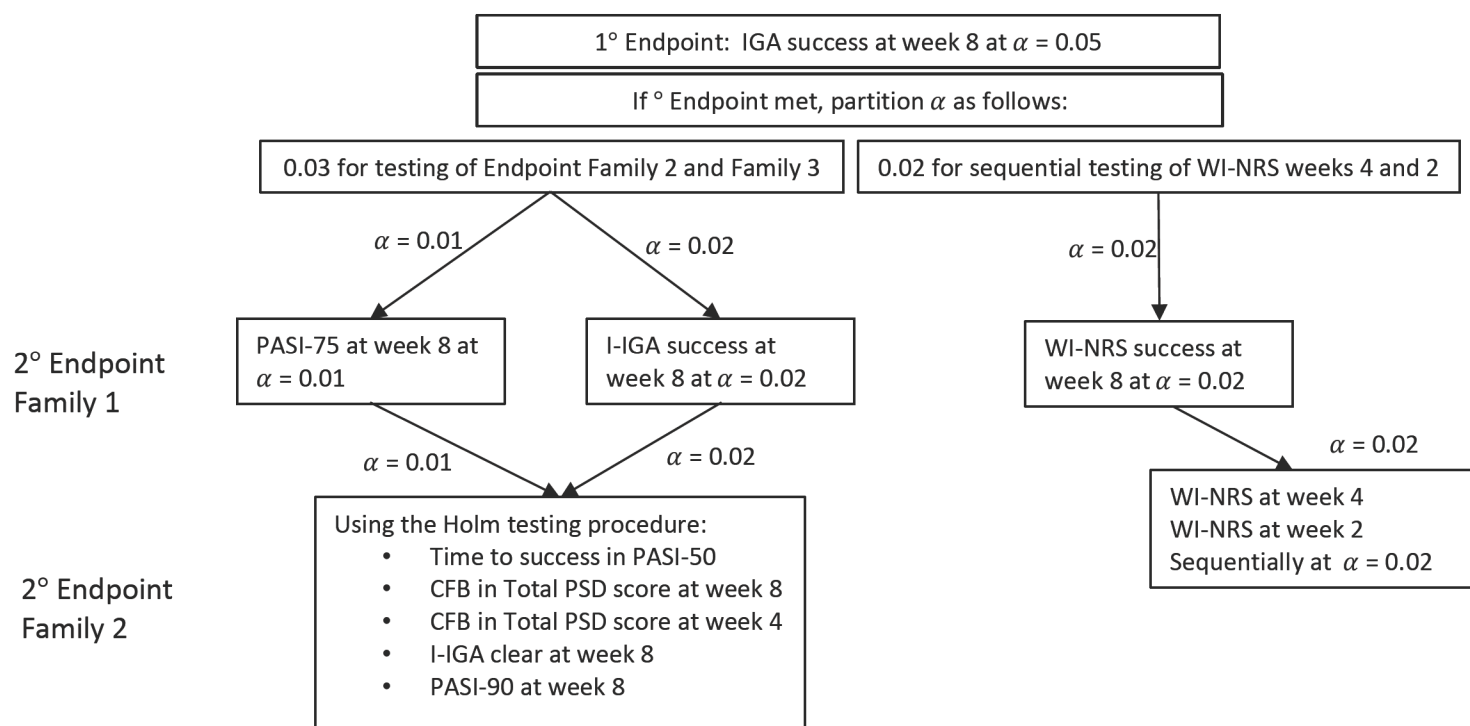 1° Endpoint: IGA success at week 8 at α = 0.05
If ° Endpoint met, partition α as follows:
0.03 for testing of Endpoint Family 2 and Family 3
0.02 for sequential testing of WI-NRS weeks 4 and 2
α = 0.01
α = 0.02
α = 0.02
2° Endpoint
Family 1
PASI-75 at week 8 at
α = 0.01
I-IGA success at
week 8 at α = 0.02
WI-NRS success at
week 8 at α = 0.02
α = 0.01
α = 0.02
α = 0.02
2° Endpoint
Family 2
Using the Holm testing procedure:
• Time to success in PASI-50
• CFB in Total PSD score at week 8
• CFB in Total PSD score at week 4
• I-IGA clear at week 8
• PASI-90 at week 8
WI-NRS at week 4
WI-NRS at week 2
Sequentially at α = 0.02